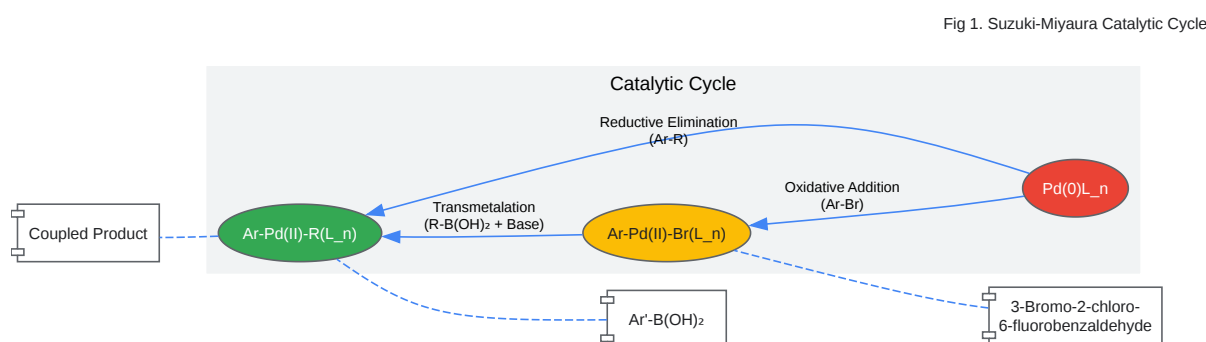 Fig 1. Suzuki-Miyaura Catalytic Cycle
Catalytic Cycle
Reductive Elimination
(Ar-R)
Pd(0)L_n
Oxidative Addition
(Ar-Br)
Transmetalation
(R-B(OH)₂ + Base)
Coupled Product
Ar-Pd(II)-R(L_n)
Ar-Pd(II)-Br(L_n)
Ar'-B(OH)₂
3-Bromo-2-chloro-
6-fluorobenzaldehyde